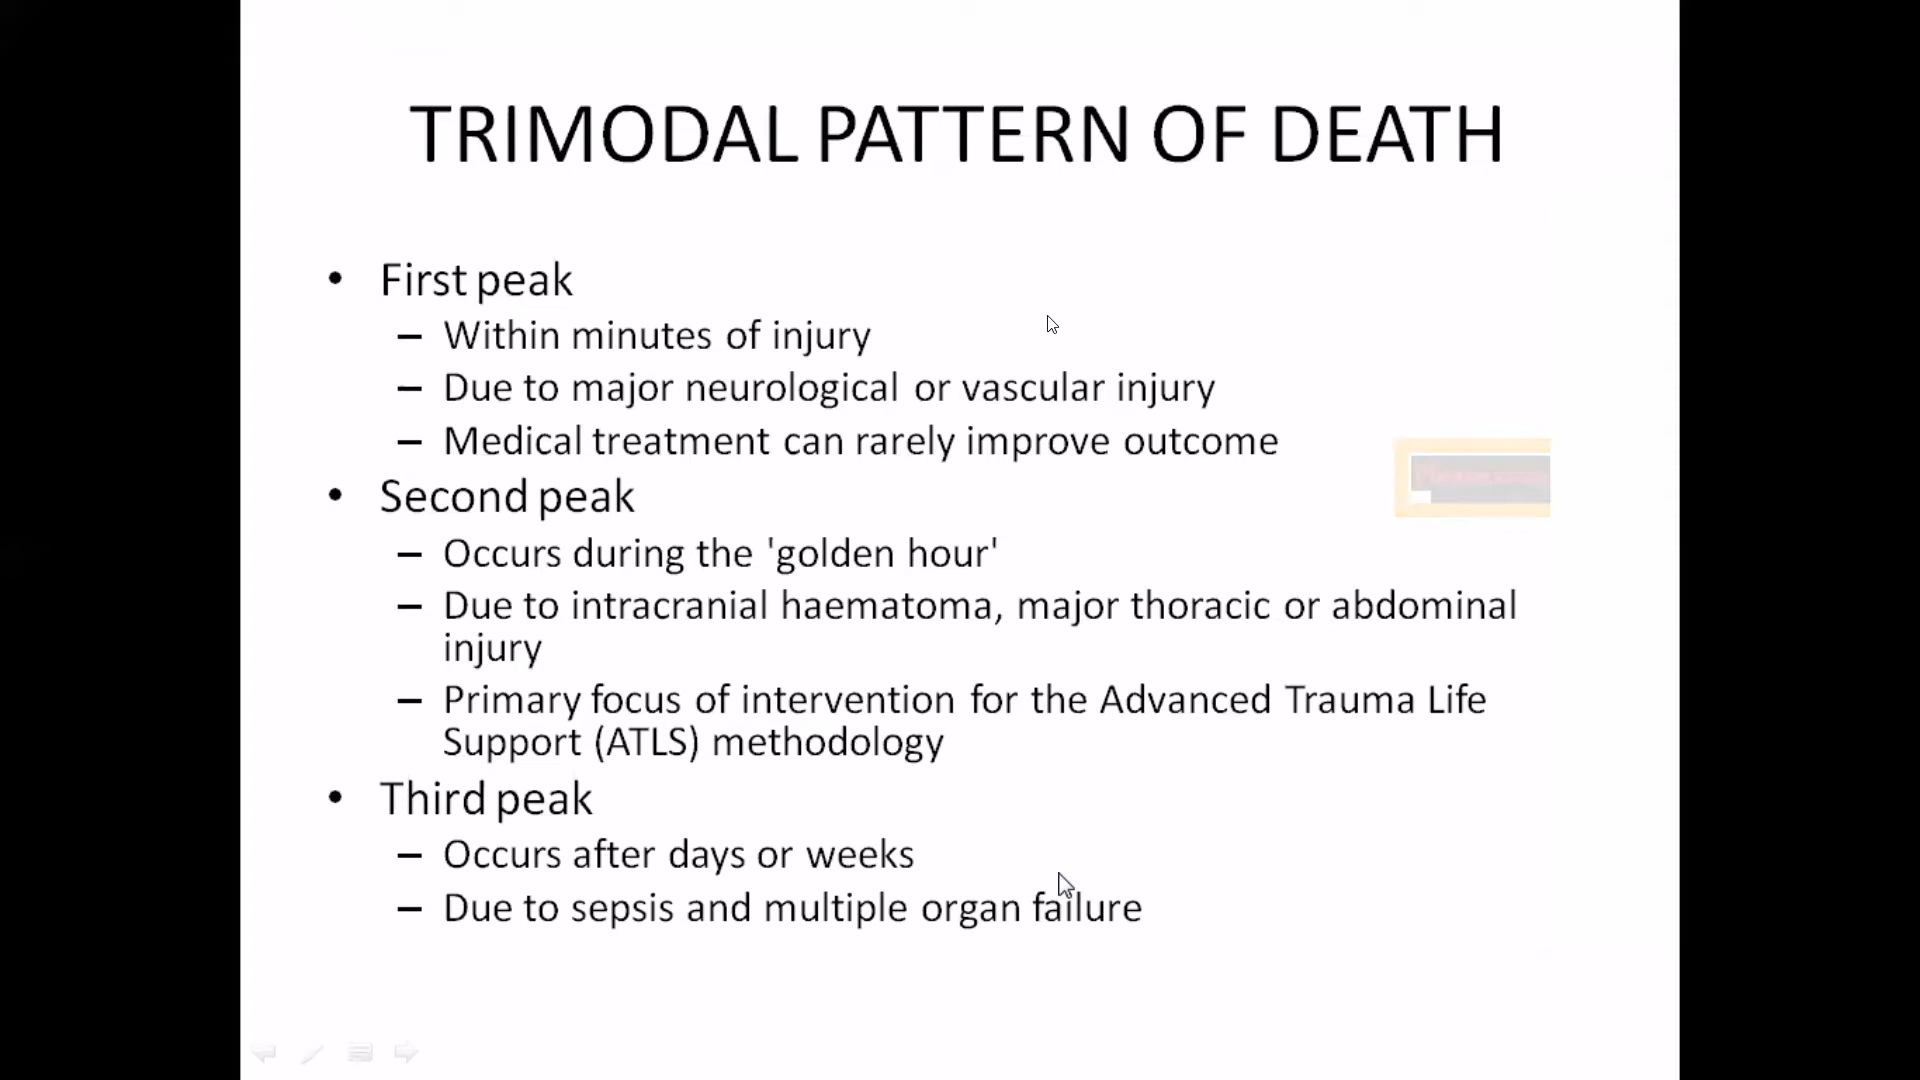 TRIMODAL PATTERN OF DEATH
• First peak
– Within minutes of injury
– Due to major neurological or vascular injury
– Medical treatment can rarely improve outcome
• Second peak
– Occurs during the 'golden hour'
– Due to intracranial haematoma, major thoracic or abdominal
injury
– Primary focus of intervention for the Advanced Trauma Life
Support (ATLS) methodology
• Third peak
– Occurs after days or weeks
– Due to sepsis and multiple organ failure